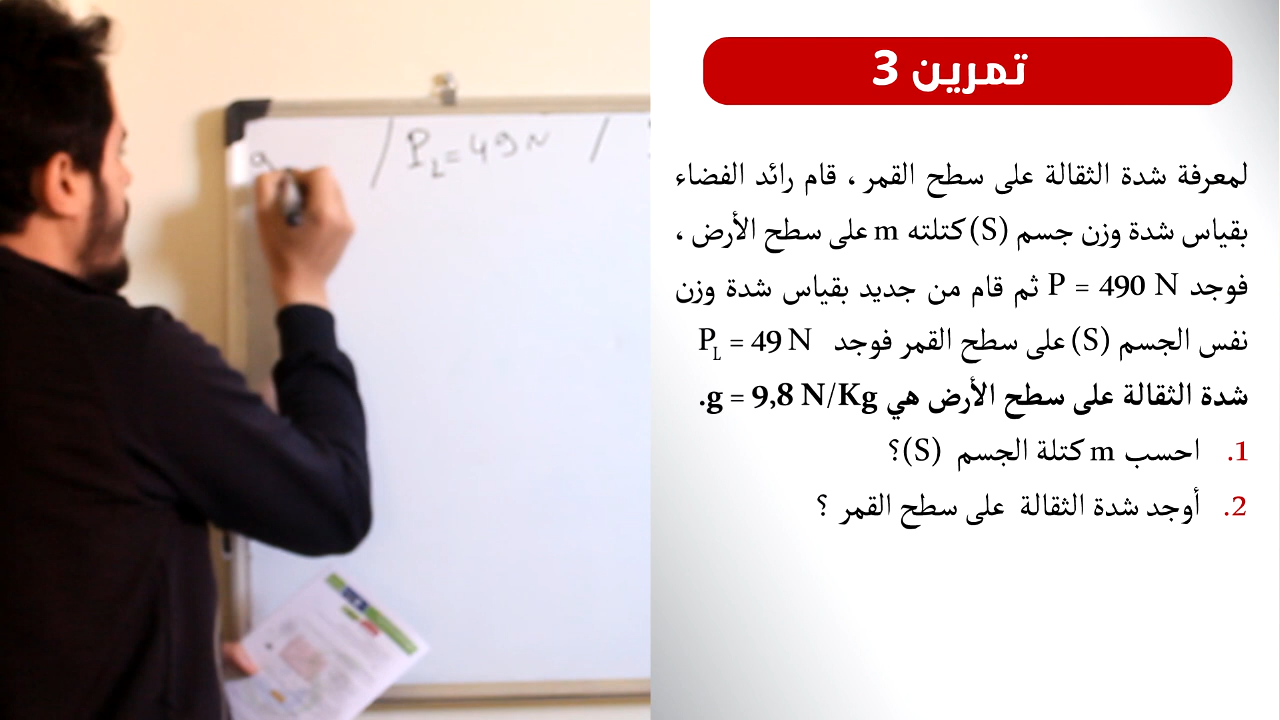 تمرين 3
لمعرفة شدة الثقالة على سطح القمر ، قام رائد الفضاء
بقياس شدة وزن جسم (S) كتلته m على سطح الأرض ،
فوجد P = 490 N ثم قام من جديد بقياس شدة وزن
نفس الجسم (S) على سطح القمر فوجد P_L = 49 N
شدة الثقالة على سطح الأرض هي g = 9,8 N/Kg.
1. احسب m كتلة الجسم (S)؟
2. أوجد شدة الثقالة على سطح القمر ؟
g / P_L = 49 N /